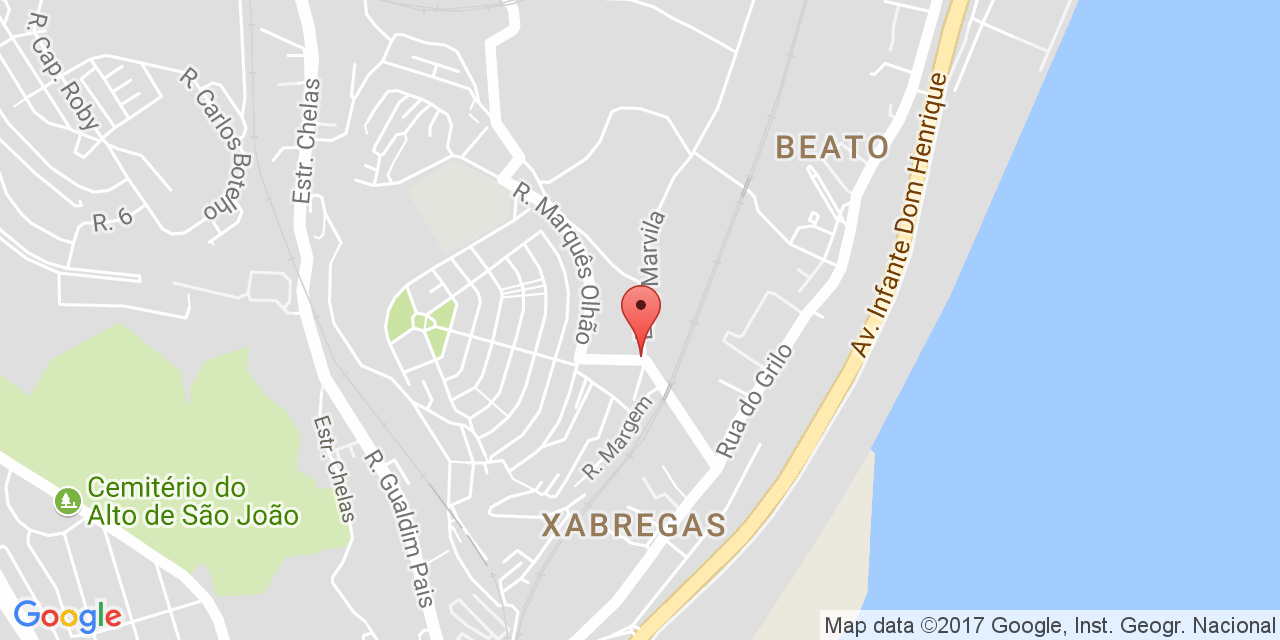 R. Cap. Roby
R. Carlos Botelho
Estr. Chelas
R. 6
BEATO
Av. Infante Dom Henrique
R. Marquês Olhão
Marvila
Rua do Grilo
R. Margem
Estr. Chelas
R. Gualdim Pais
Cemitério do
Alto de São João
XABREGAS
Google
Map data ©2017 Google, Inst. Geogr. Nacional